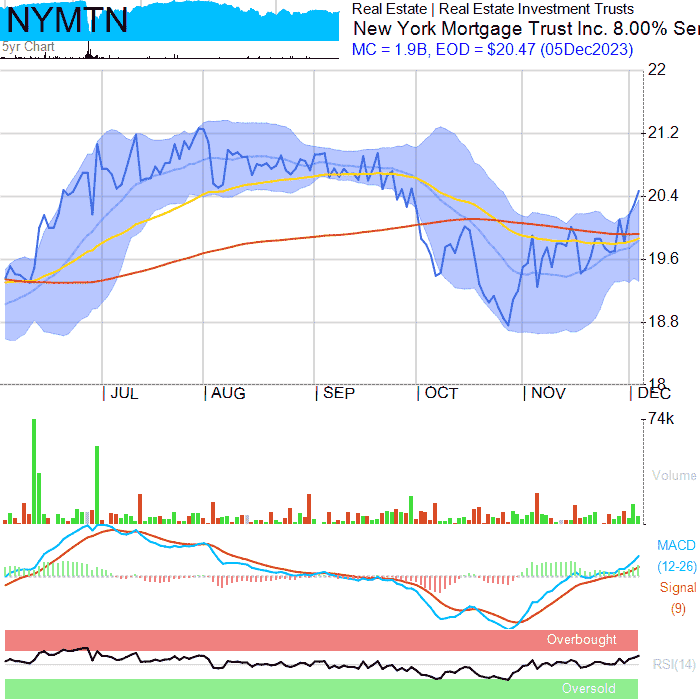 NYMTN
5yr Chart
Real Estate | Real Estate Investment Trusts
New York Mortgage Trust Inc. 8.00% Ser
MC = 1.9B, EOD = $20.47 (05Dec2023)
22
21.2
20.4
19.6
18.8
18
JUL AUG SEP OCT NOV DEC
74k
Volume
MACD
(12-26)
Signal
(9)
Overbought
RSI(14)
Oversold